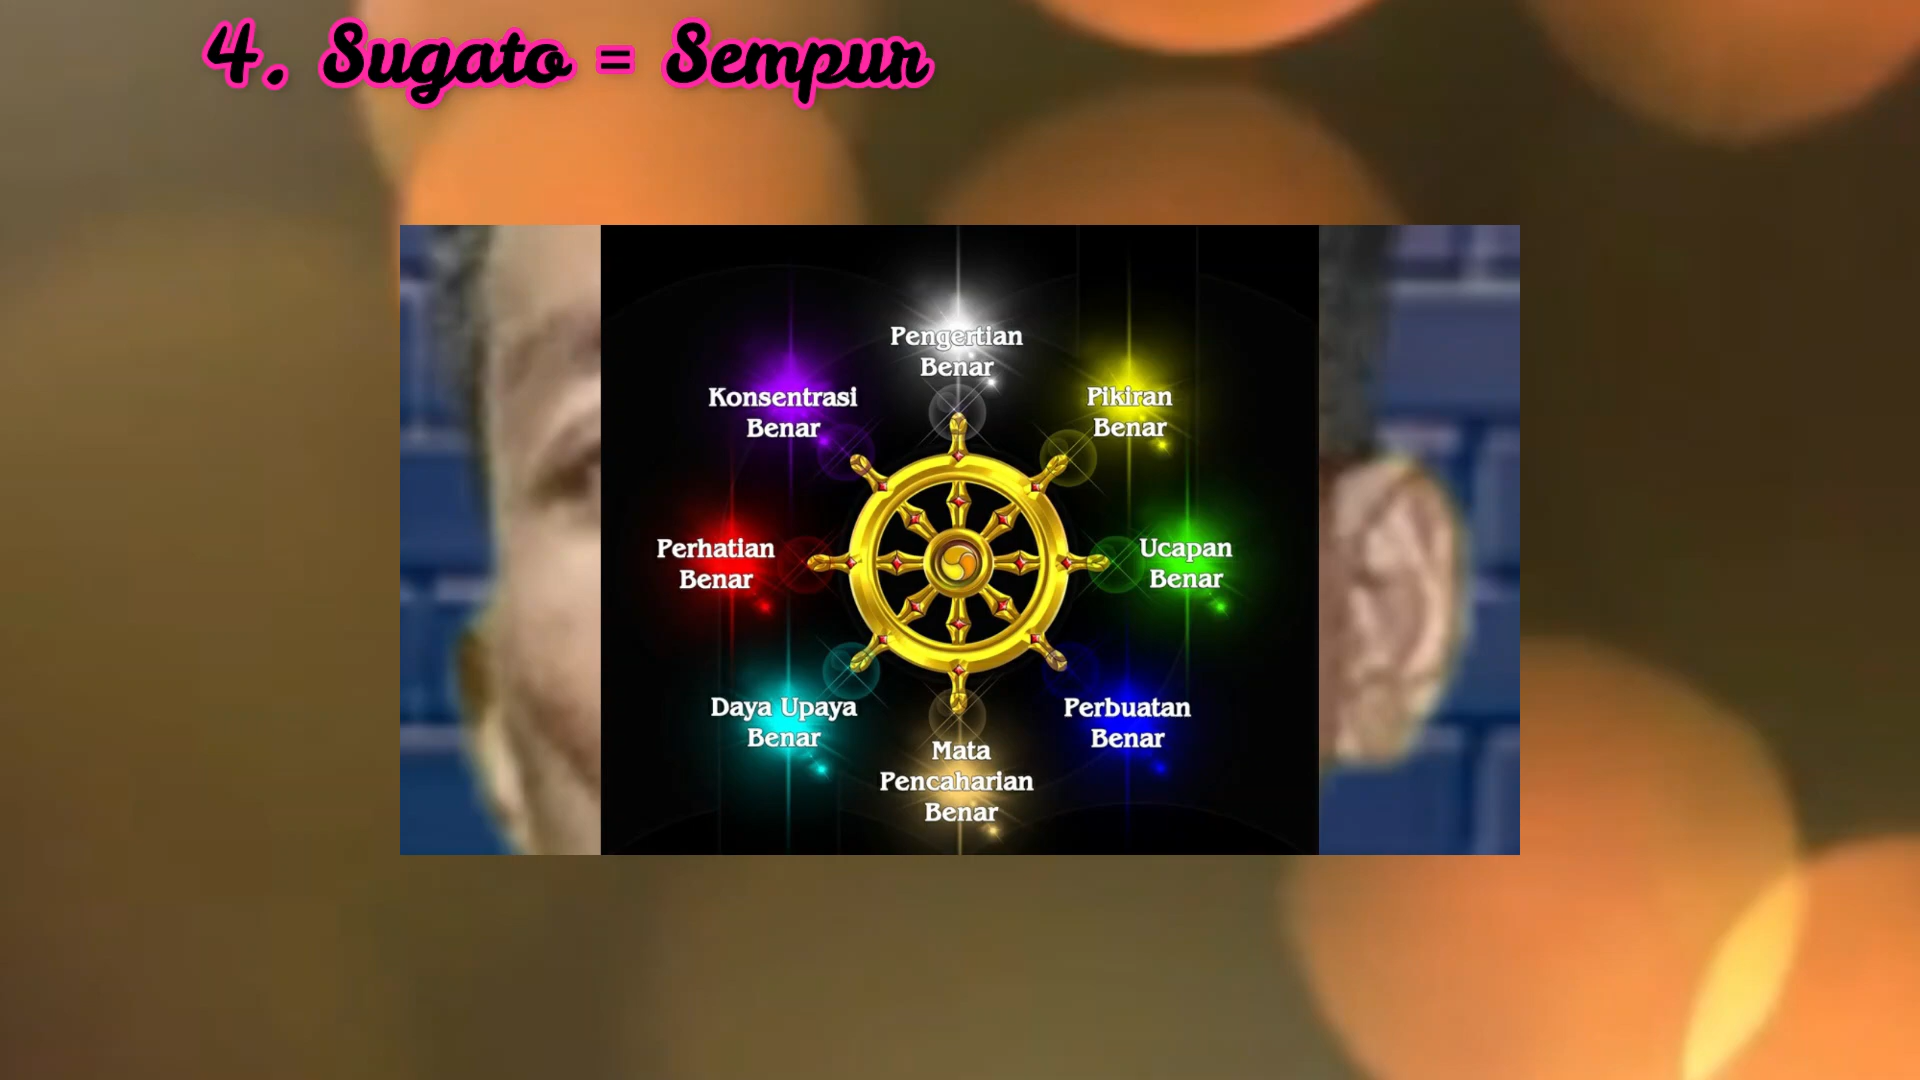 4. Sugato = Sempur
Pengertian
Benar
Konsentrasi
Benar
Pikiran
Benar
Perhatian
Benar
Ucapan
Benar
Daya Upaya
Benar
Perbuatan
Benar
Mata
Pencaharian
Benar